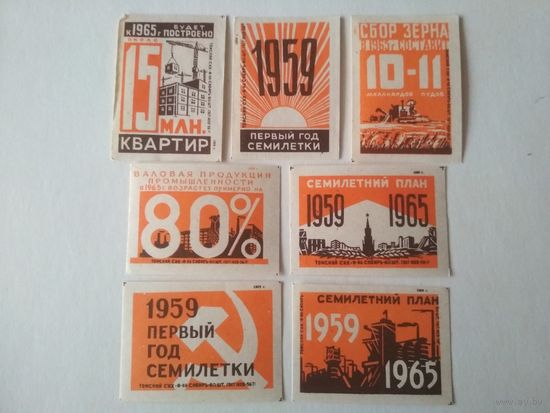 к 1965 г. БУДЕТ
ПОСТРОЕНО
ОКОЛО
15
МЛН.
КВАРТИР
1959
ПЕРВЫЙ ГОД
СЕМИЛЕТКИ
СБОР ЗЕРНА
В 1965 г. СОСТАВИТ
10-11
МИЛЛИАРДОВ ПУДОВ
ВАЛОВАЯ ПРОДУКЦИЯ
ПРОМЫШЛЕННОСТИ
в 1965 г. ВОЗРАСТЕТ ПРИМЕРНО НА
80%
СЕМИЛЕТНИЙ ПЛАН
1959 1965
1959
ПЕРВЫЙ
ГОД
СЕМИЛЕТКИ
СЕМИЛЕТНИЙ ПЛАН
1959
1965